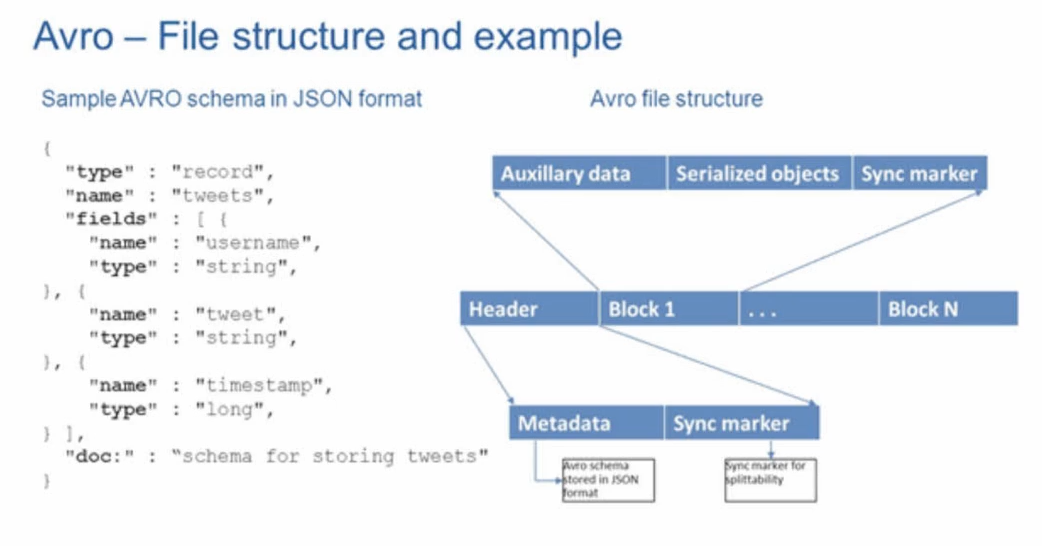 Avro – File structure and example
Sample AVRO schema in JSON format
{
"type" : "record",
"name" : "tweets",
"fields" : [ {
"name" : "username",
"type" : "string",
}, {
"name" : "tweet",
"type" : "string",
}, {
"name" : "timestamp",
"type" : "long",
} ],
"doc:" : “schema for storing tweets"
}
Avro file structure
Auxillary data Serialized objects Sync marker
Header Block 1 . . . Block N
Metadata Sync marker
Avro schema
stored in JSON
format
Sync marker for
splittability